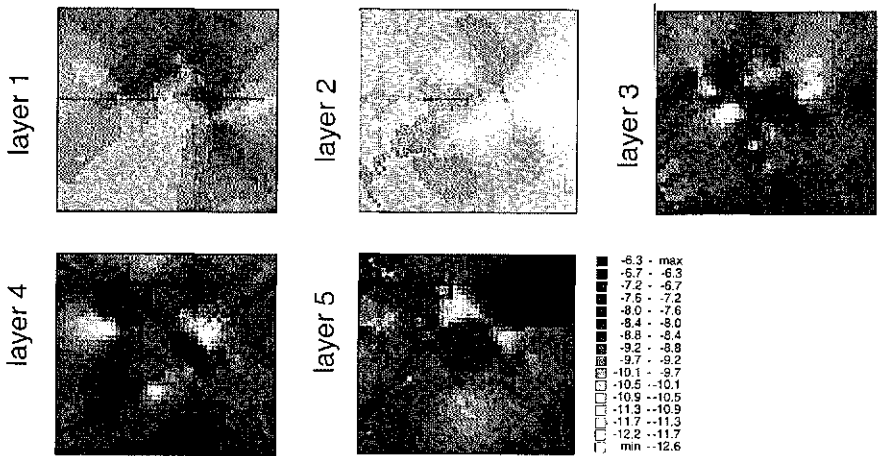 layer 1
layer 2
layer 3
layer 4
layer 5
-6.3 - max
-6.7 - -6.3
-7.2 - -6.7
-7.6 - -7.2
-8.0 - -7.6
-8.4 - -8.0
-8.8 - -8.4
-9.2 - -8.8
-9.7 - -9.2
-10.1 - -9.7
-10.5 - -10.1
-10.9 - -10.5
-11.3 - -10.9
-11.7 - -11.3
-12.2 - -11.7
min - -12.6